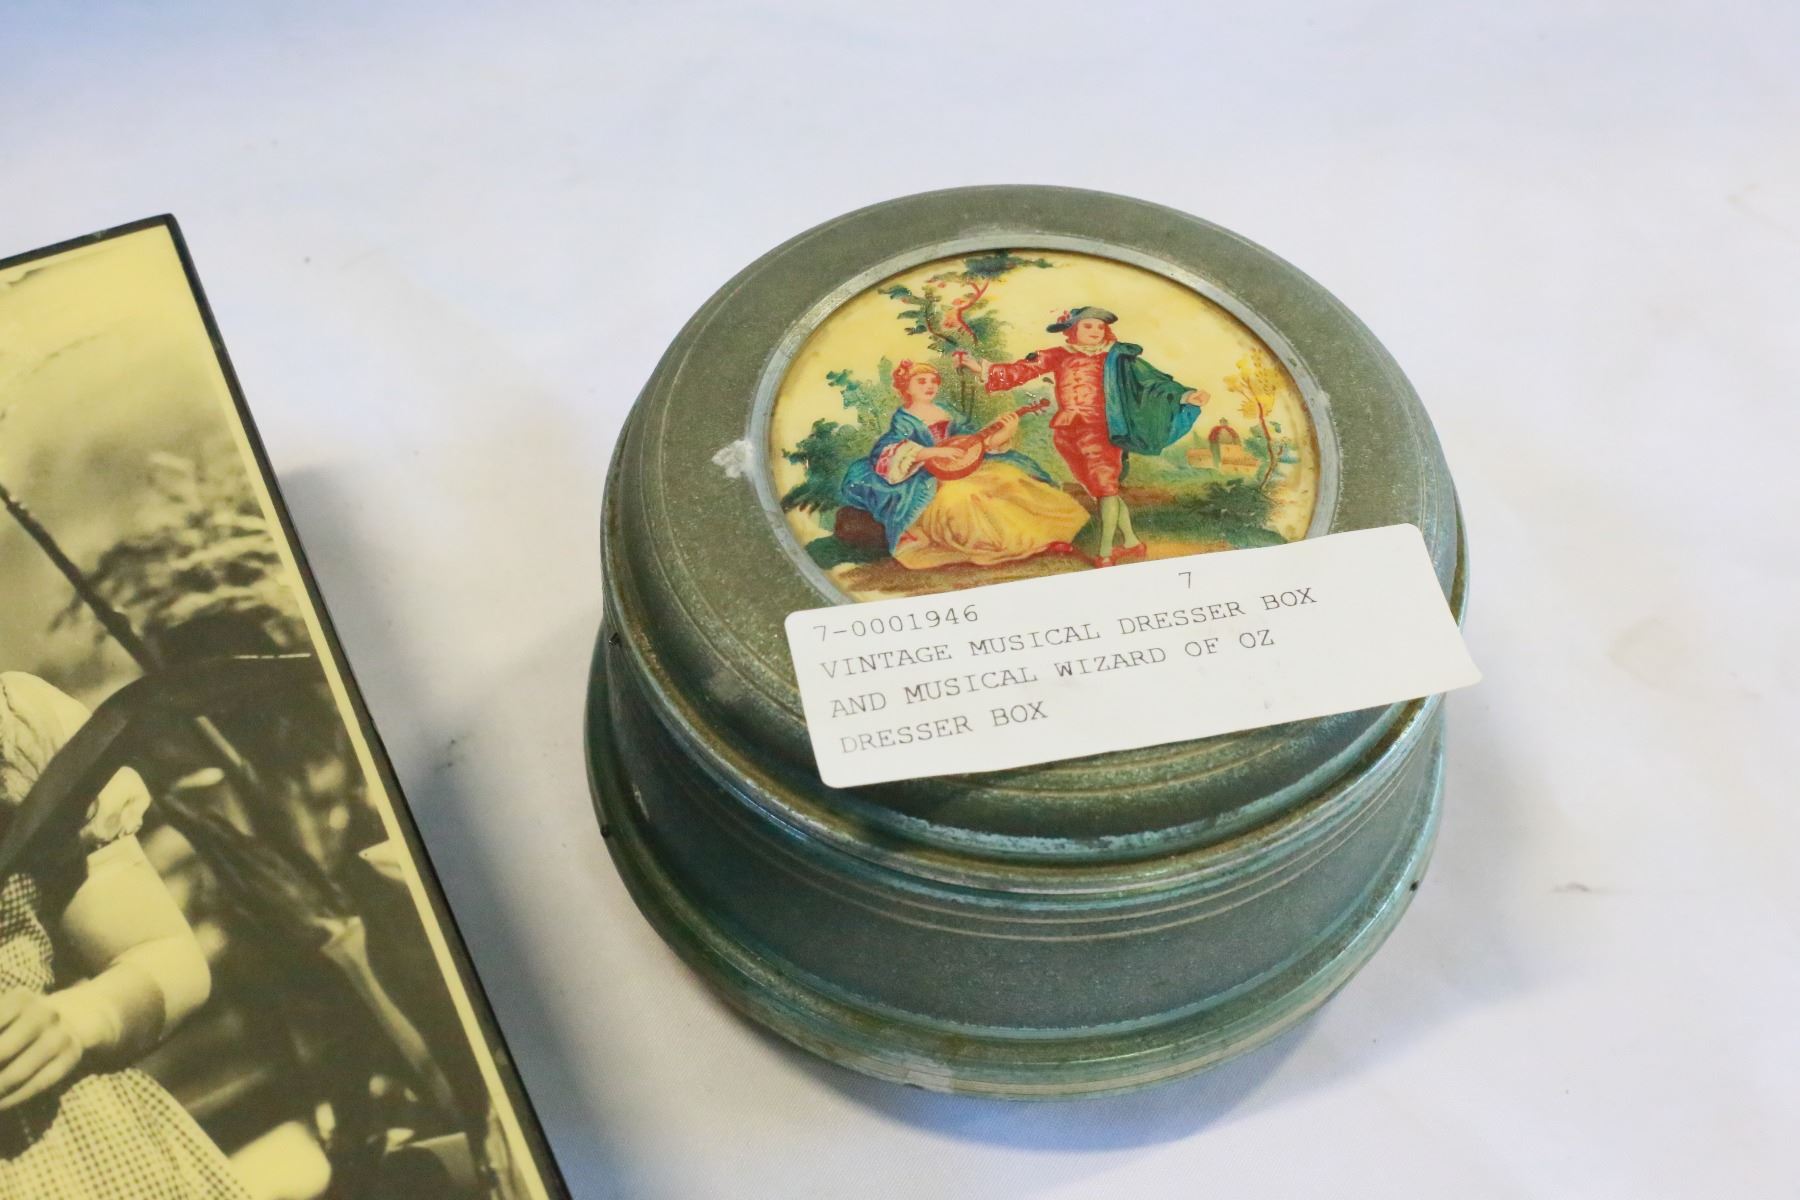 7
7-0001946
VINTAGE MUSICAL DRESSER BOX
AND MUSICAL WIZARD OF OZ
DRESSER BOX